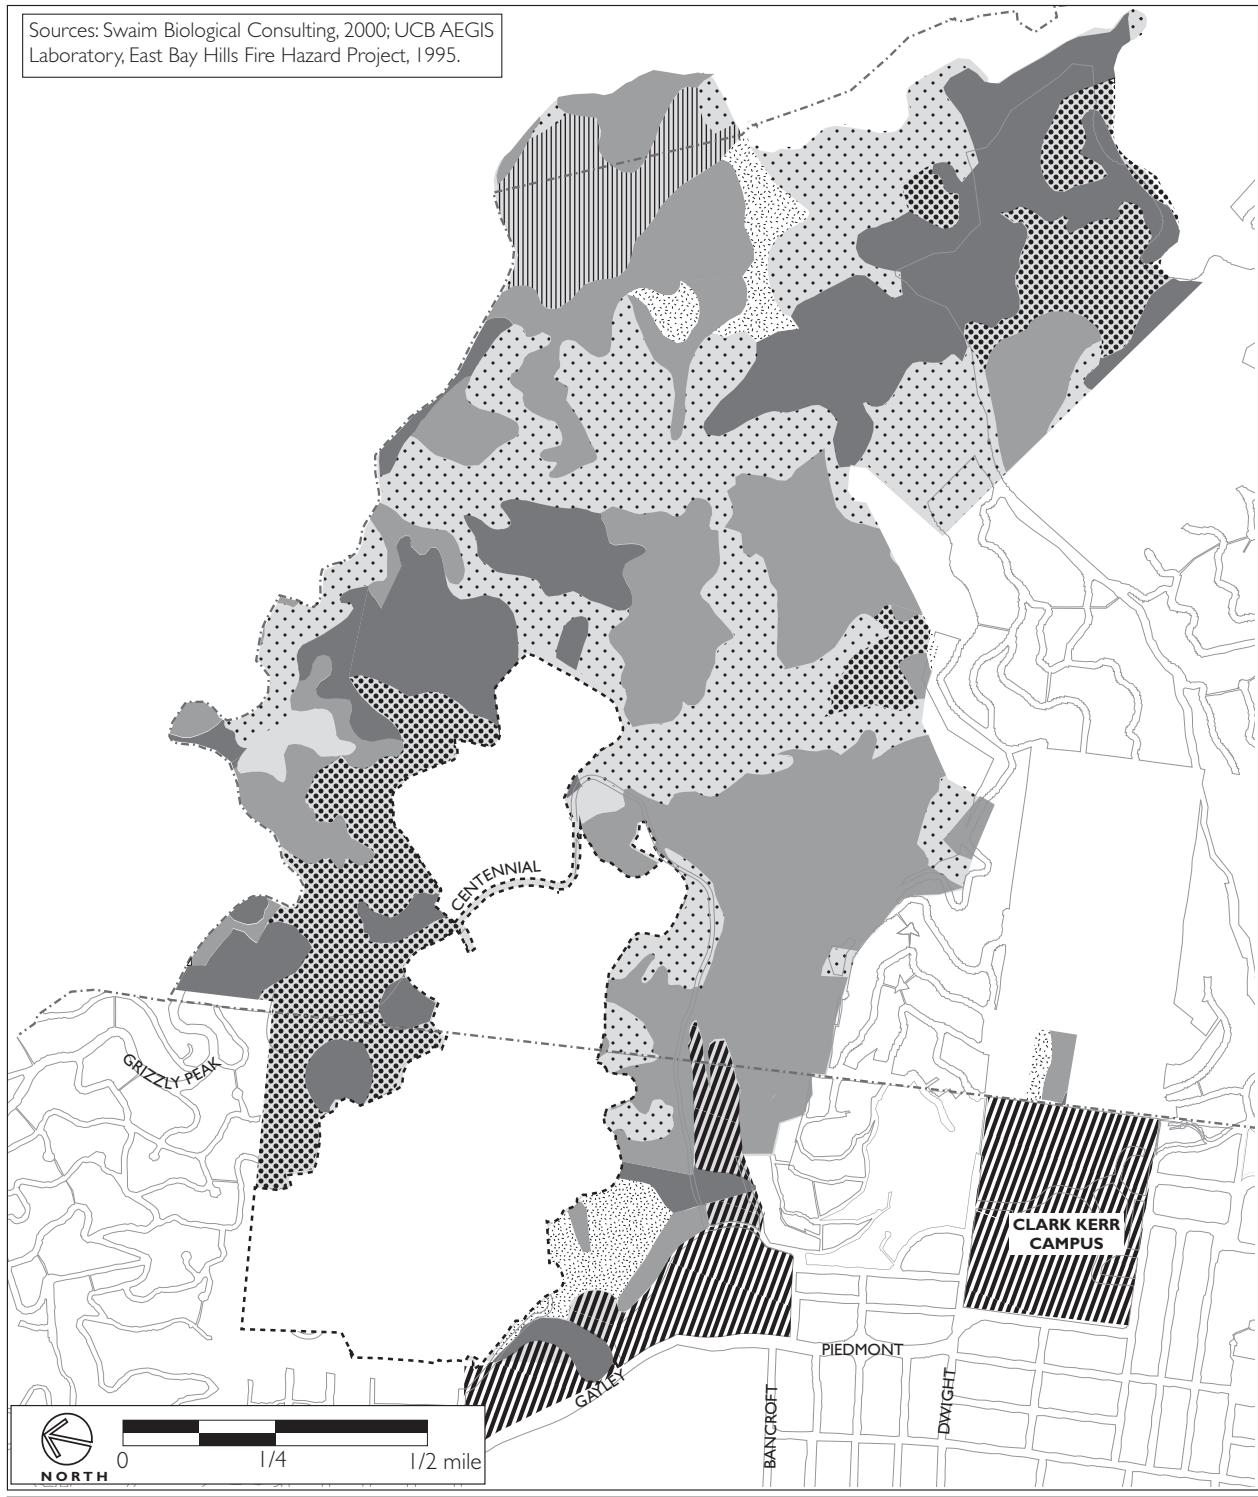 Sources: Swaim Biological Consulting, 2000; UCB AEGIS
Laboratory, East Bay Hills Fire Hazard Project, 1995.
CENTENNIAL
GRIZZLY PEAK
CLARK KERR
CAMPUS
PIEDMONT
GAYLEY
BANCROFT
DWIGHT
NORTH
0 1/4 1/2 mile